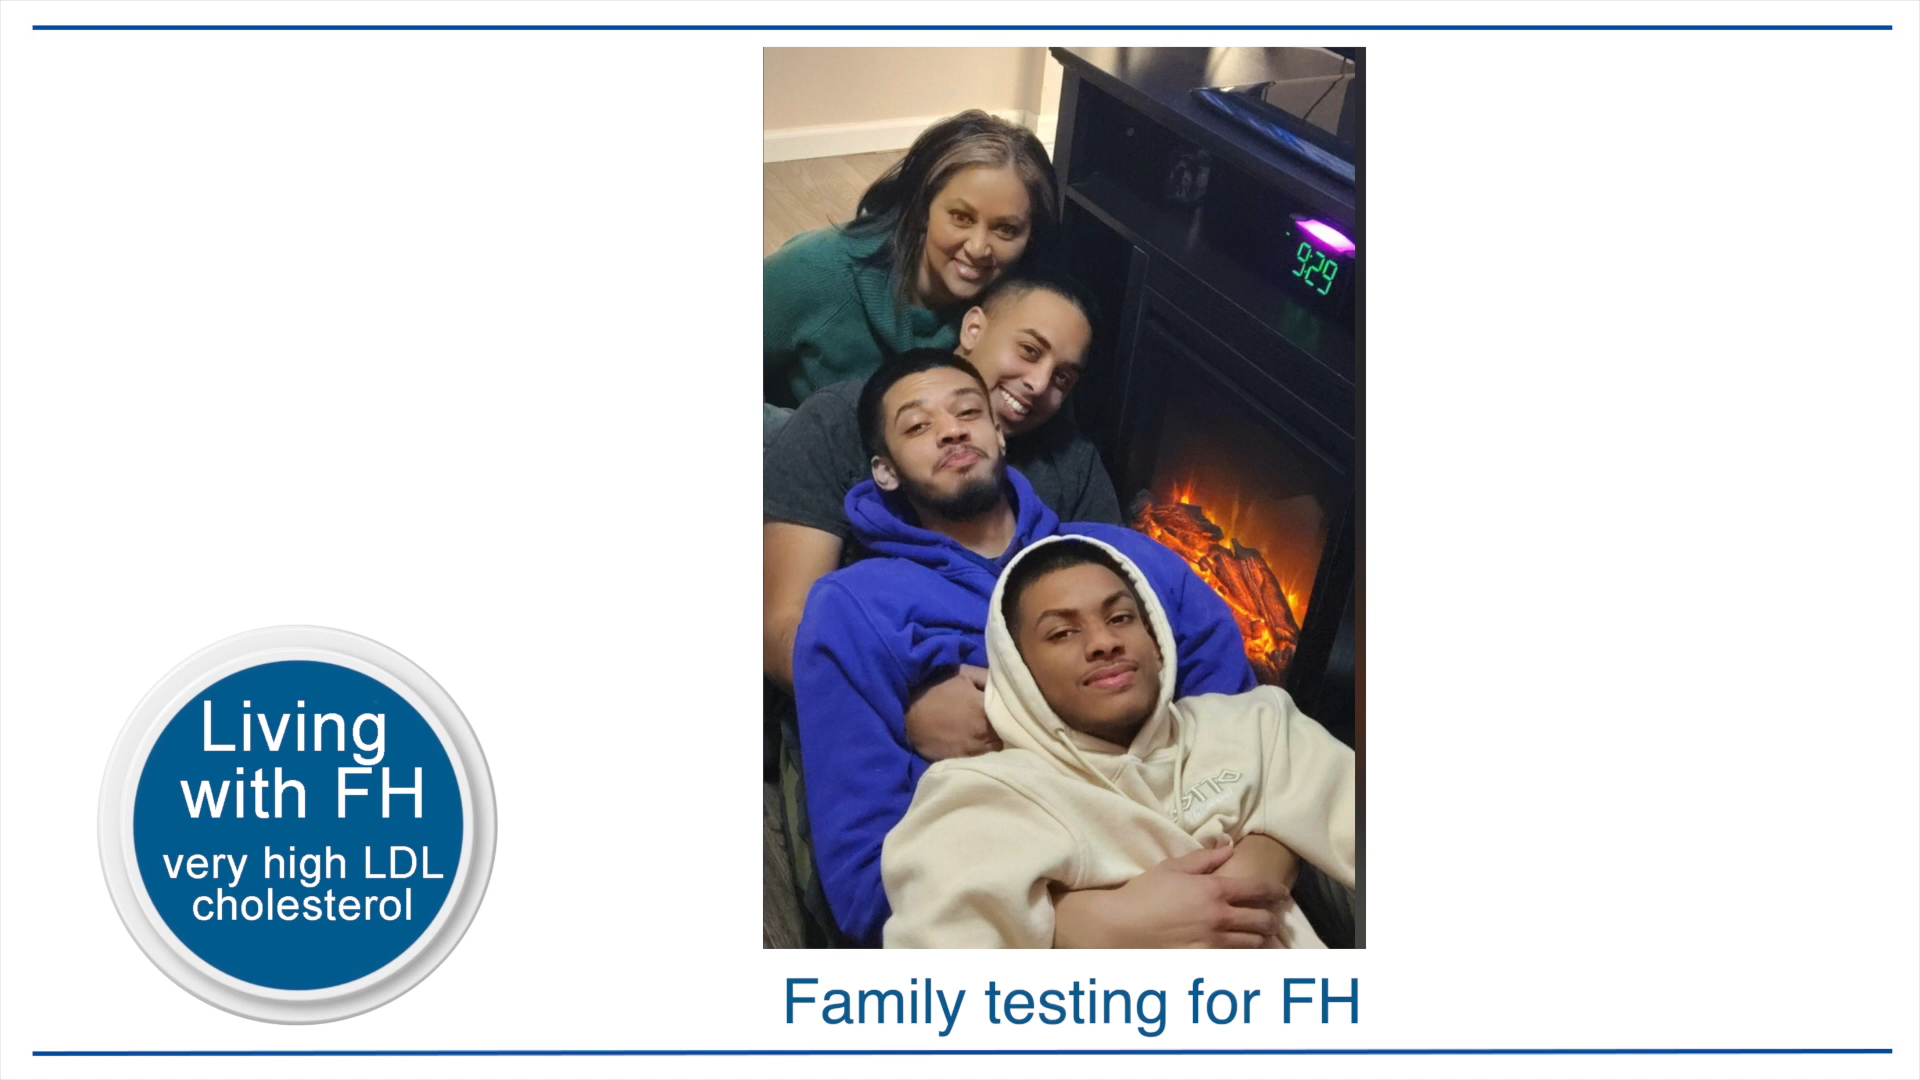 9:29
Living
with FH
very high LDL
cholesterol
Family testing for FH